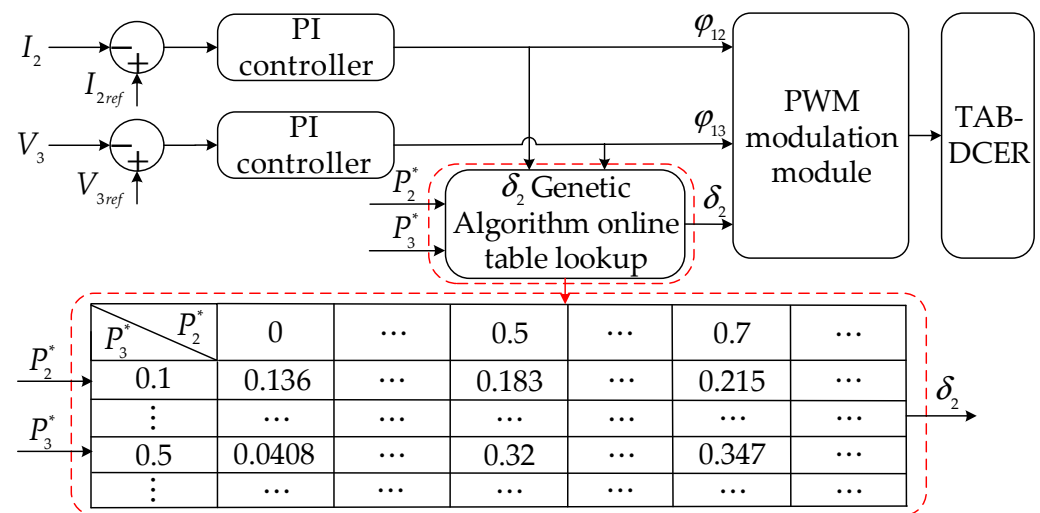 I₂
−
+
I₂ref
PI
controller
φ₁₂
V₃
−
+
V₃ref
PI
controller
φ₁₃
P₂*
P₃*
δ₂ Genetic
Algorithm online
table lookup
δ₂
PWM
modulation
module
TAB-
DCER
P₃* P₂* 0 ··· 0.5 ··· 0.7 ···
P₂*
0.1 0.136 ··· 0.183 ··· 0.215 ···
⋮ ··· ··· ··· ··· ··· ···
P₃*
0.5 0.0408 ··· 0.32 ··· 0.347 ···
⋮ ··· ··· ··· ··· ··· ···
δ₂